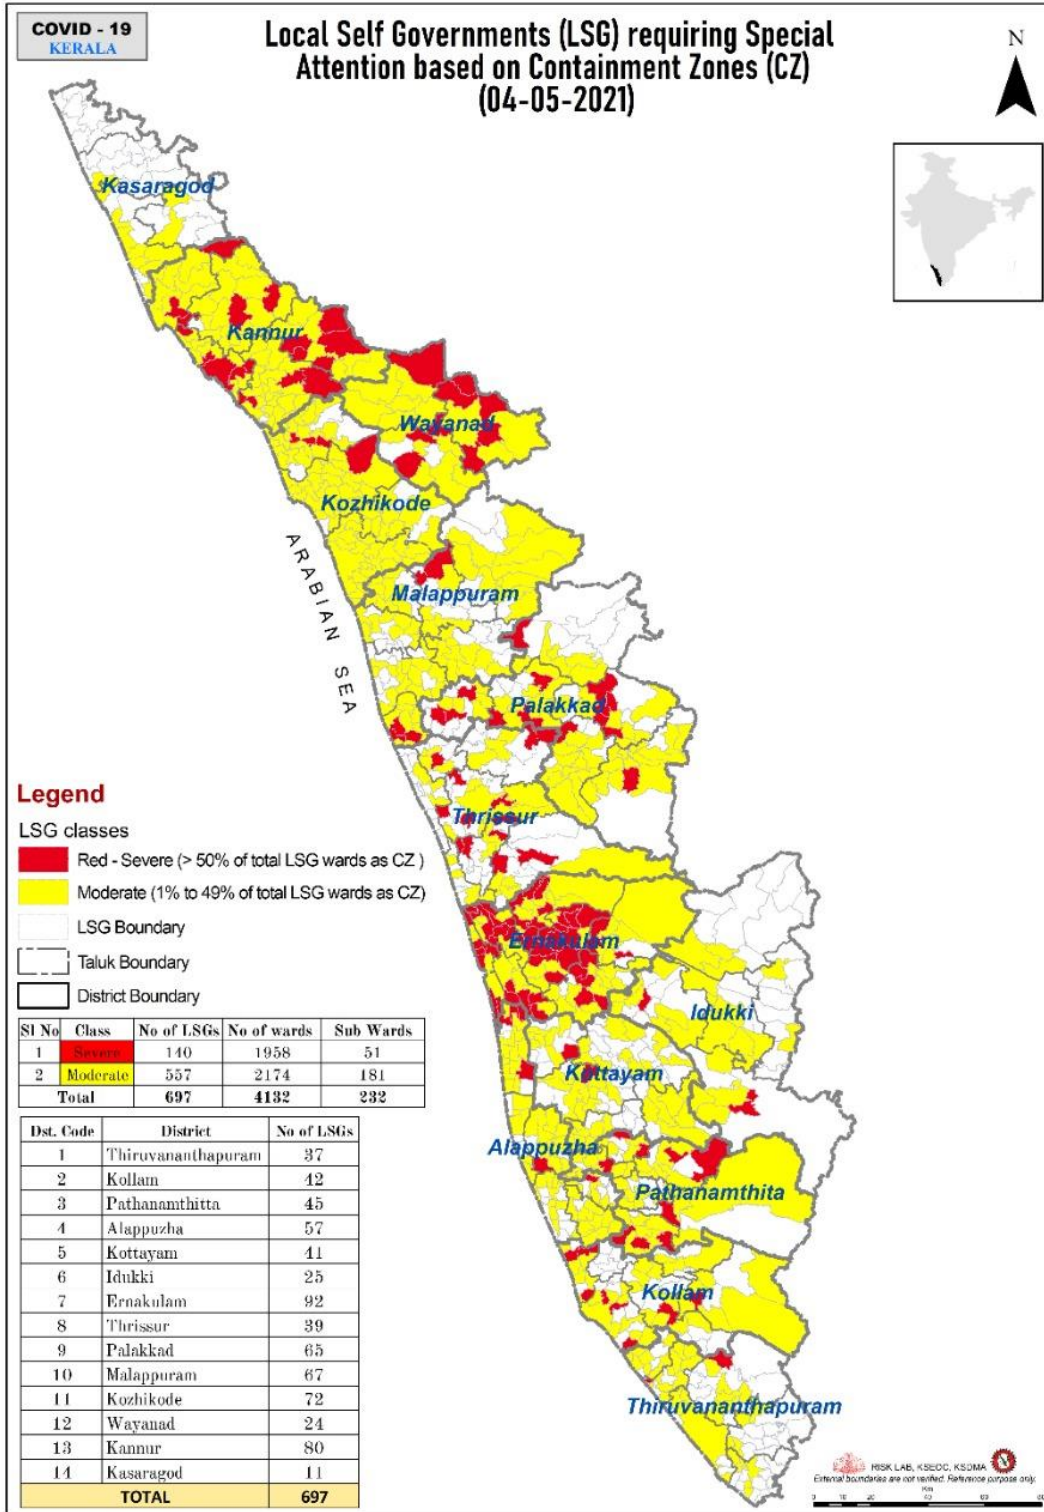 COVID - 19
KERALA
Local Self Governments (LSG) requiring Special
Attention based on Containment Zones (CZ)
(04-05-2021)
N
Kasaragod
Kannur
Wayanad
Kozhikode
ARABIAN SEA
Malappuram
Palakkad
Thrissur
Ernakulam
Idukki
Kottayam
Alappuzha
Pathanamthita
Kollam
Thiruvananthapuram
Legend
LSG classes
Red - Severe (> 50% of total LSG wards as CZ )
Moderate (1% to 49% of total LSG wards as CZ)
LSG Boundary
Taluk Boundary
District Boundary
Sl No Class No of LSGs No of wards Sub Wards
1 Severe 140 1958 51
2 Moderate 557 2174 181
Total 697 4132 232
Dst. Code District No of LSGs
1 Thiruvananthapuram 37
2 Kollam 42
3 Pathanamthitta 45
4 Alappuzha 57
5 Kottayam 41
6 Idukki 25
7 Ernakulam 92
8 Thrissur 39
9 Palakkad 65
10 Malappuram 67
11 Kozhikode 72
12 Wayanad 24
13 Kannur 80
14 Kasaragod 11
TOTAL 697
RISK LAB, KSEOC, KSDMA
External boundaries are not verified. Reference purpose only.
Km
0 10 20 40 60 80